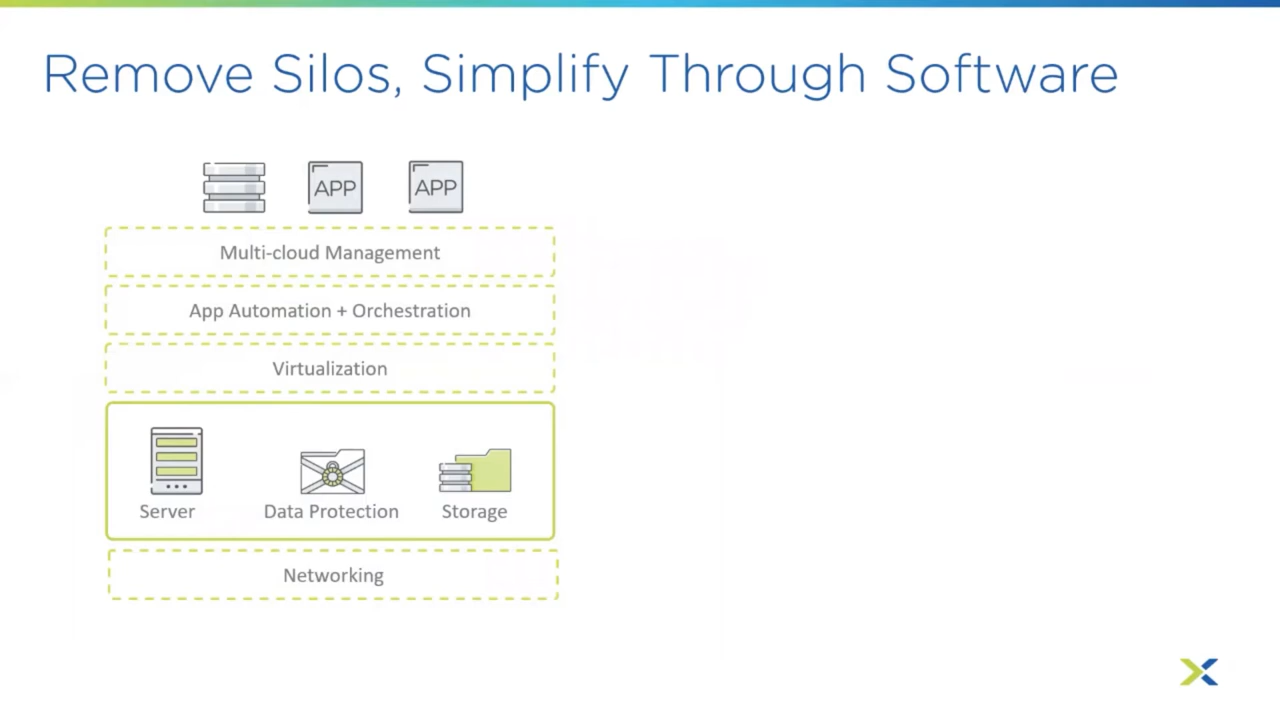 Remove Silos, Simplify Through Software
APP APP
Multi-cloud Management
App Automation + Orchestration
Virtualization
Server Data Protection Storage
Networking